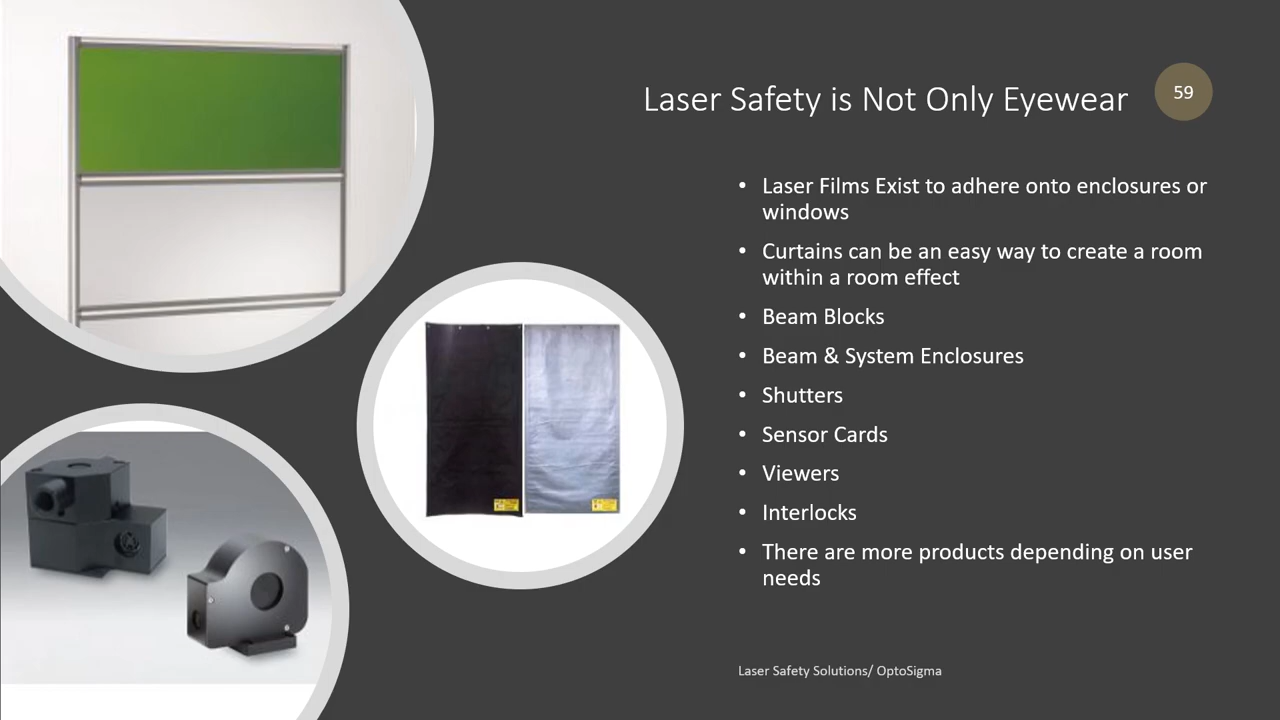 Laser Safety is Not Only Eyewear
59
• Laser Films Exist to adhere onto enclosures or
windows
• Curtains can be an easy way to create a room
within a room effect
• Beam Blocks
• Beam & System Enclosures
• Shutters
• Sensor Cards
• Viewers
• Interlocks
• There are more products depending on user
needs
Laser Safety Solutions/ OptoSigma